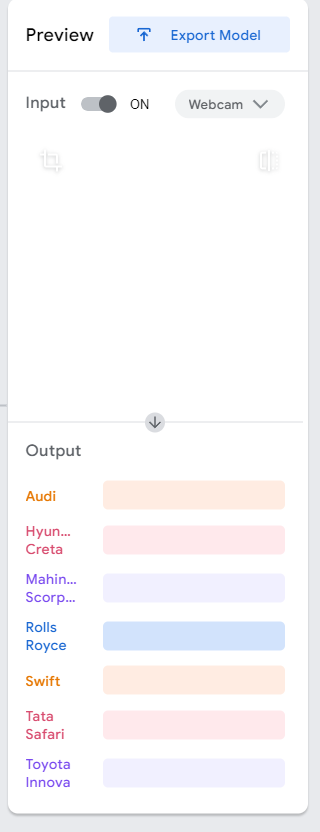 Preview
Export Model
Input
ON
Webcam
Output
Audi
Hyun...
Creta
Mahin...
Scorp...
Rolls
Royce
Swift
Tata
Safari
Toyota
Innova